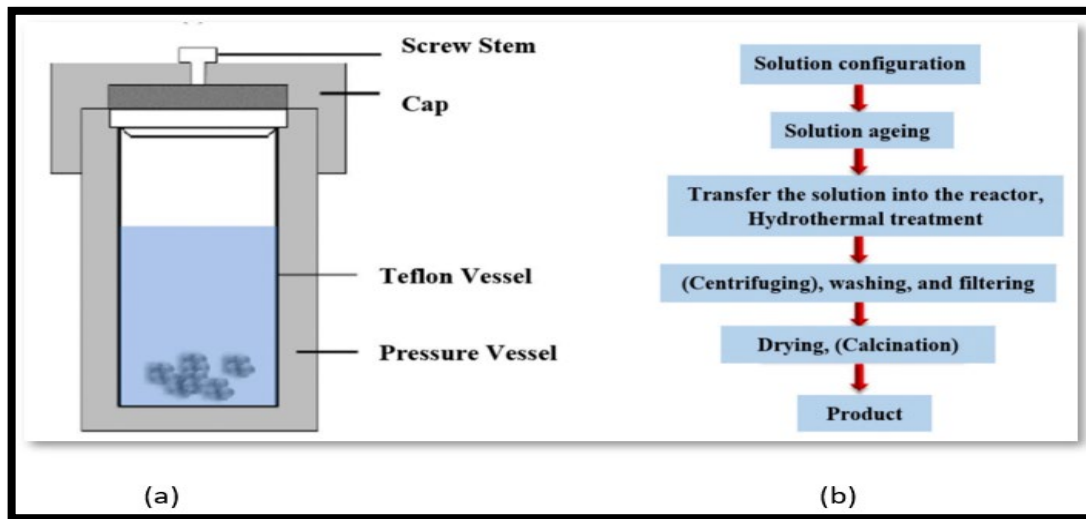 Screw Stem
Cap
Teflon Vessel
Pressure Vessel
(a)
Solution configuration
Solution ageing
Transfer the solution into the reactor,
Hydrothermal treatment
(Centrifuging), washing, and filtering
Drying, (Calcination)
Product
(b)